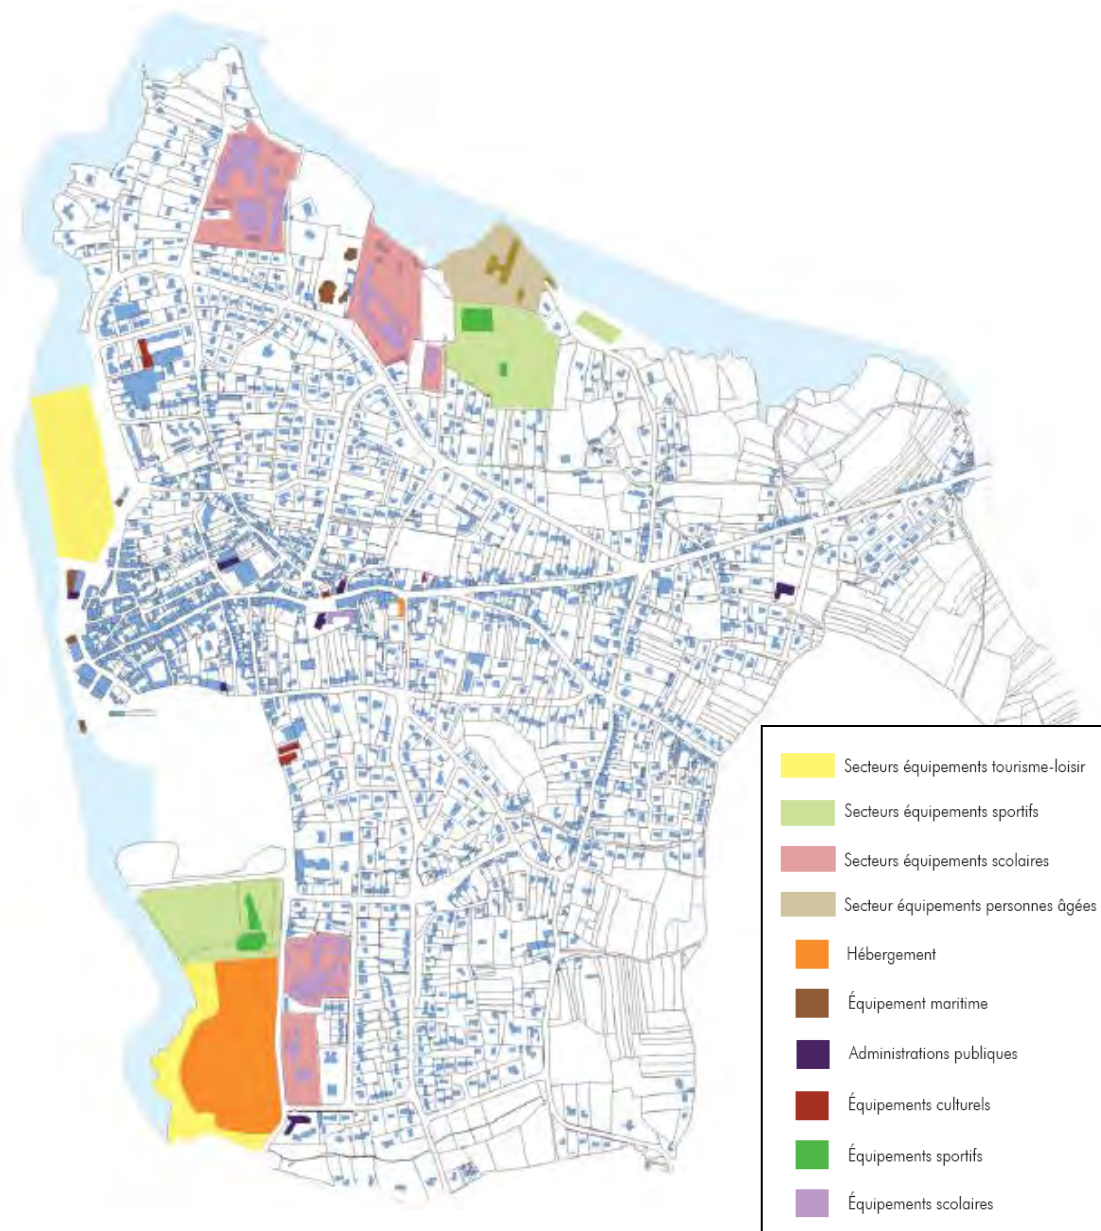 Secteurs équipements tourisme-loisir
Secteurs équipements sportifs
Secteurs équipements scolaires
Secteur équipements personnes âgées
Hébergement
Équipement maritime
Administrations publiques
Équipements culturels
Équipements sportifs
Équipements scolaires